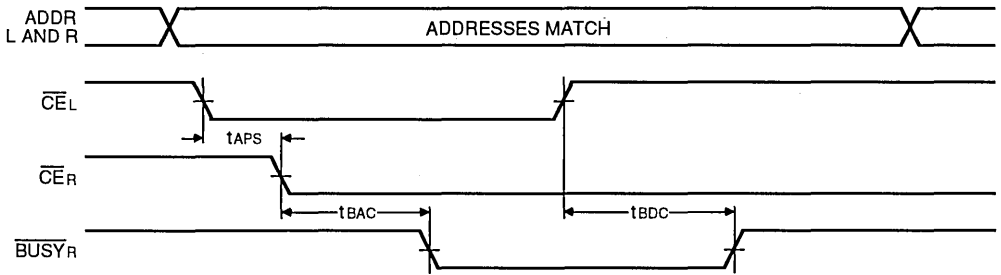 ADDR
L AND R
ADDRESSES MATCH
CEL
tAPS
CER
tBAC
tBDC
BUSYR